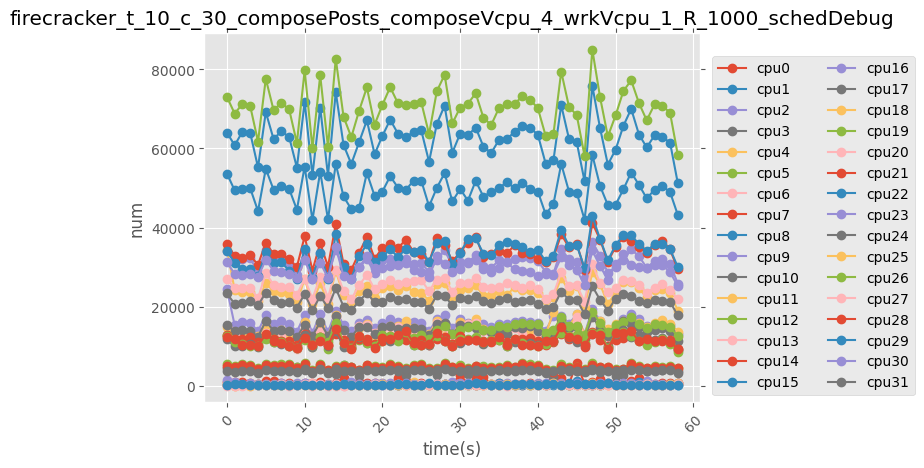 firecracker_t_10_c_30_composePosts_composeVcpu_4_wrkVcpu_1_R_1000_schedDebug
80000
60000
40000
20000
0
num
0
10
20
30
40
50
60
time(s)
cpu0
cpu1
cpu2
cpu3
cpu4
cpu5
cpu6
cpu7
cpu8
cpu9
cpu10
cpu11
cpu12
cpu13
cpu14
cpu15
cpu16
cpu17
cpu18
cpu19
cpu20
cpu21
cpu22
cpu23
cpu24
cpu25
cpu26
cpu27
cpu28
cpu29
cpu30
cpu31